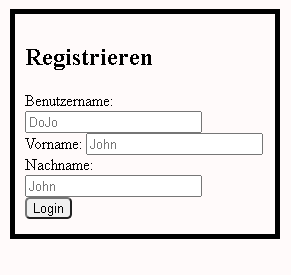 Registrieren
Benutzername:
DoJo
Vorname: John
Nachname:
John
Login